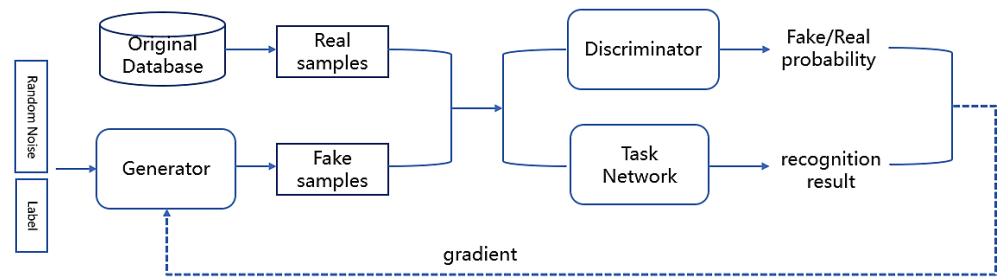 Original
Database
Real
samples
Discriminator
Fake/Real
probability
Random Noise
Label
Generator
Fake
samples
Task
Network
recognition
result
gradient